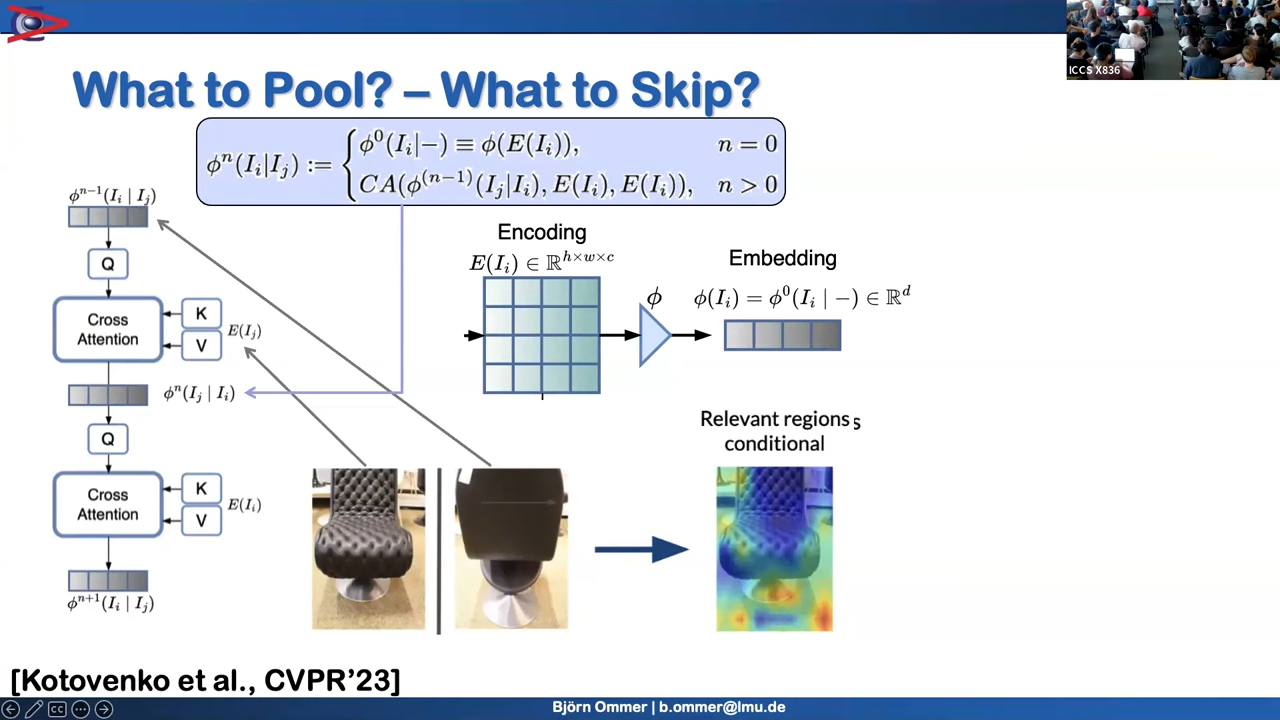 ICCS X836
What to Pool? – What to Skip?
ϕⁿ(Iᵢ|Iⱼ) := { ϕ⁰(Iᵢ|−) ≡ ϕ(E(Iᵢ)), n = 0
CA(ϕ⁽ⁿ⁻¹⁾(Iⱼ|Iᵢ), E(Iᵢ), E(Iᵢ)), n > 0
ϕⁿ⁻¹(Iᵢ | Iⱼ)
Q
Cross
Attention
K
V
E(Iⱼ)
ϕⁿ(Iⱼ | Iᵢ)
Q
Cross
Attention
K
V
E(Iᵢ)
ϕⁿ⁺¹(Iᵢ | Iⱼ)
Encoding
E(Iᵢ) ∈ ℝʰˣʷˣᶜ
ϕ
Embedding
ϕ(Iᵢ) = ϕ⁰(Iᵢ | −) ∈ ℝᵈ
Relevant regions s
conditional
[Kotovenko et al., CVPR’23]
CC
Björn Ommer | b.ommer@lmu.de